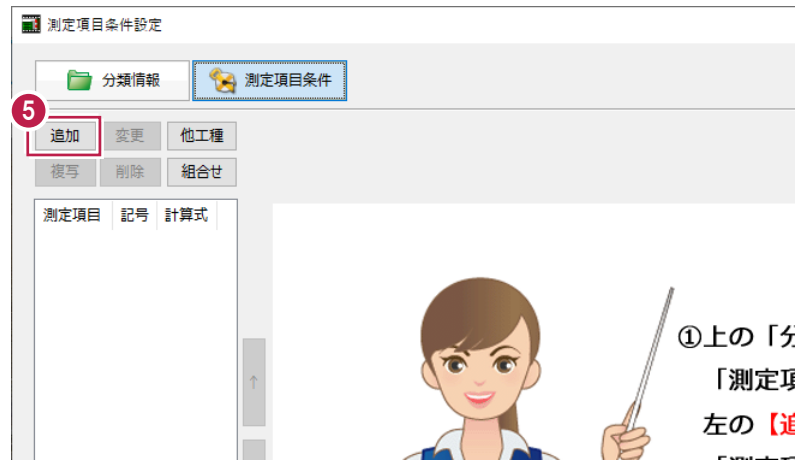 測定項目条件設定
分類情報 測定項目条件
5
追加 変更 他工種
複写 削除 組合せ
測定項目 記号 計算式
↑
①上の「分
「測定項
左の【追